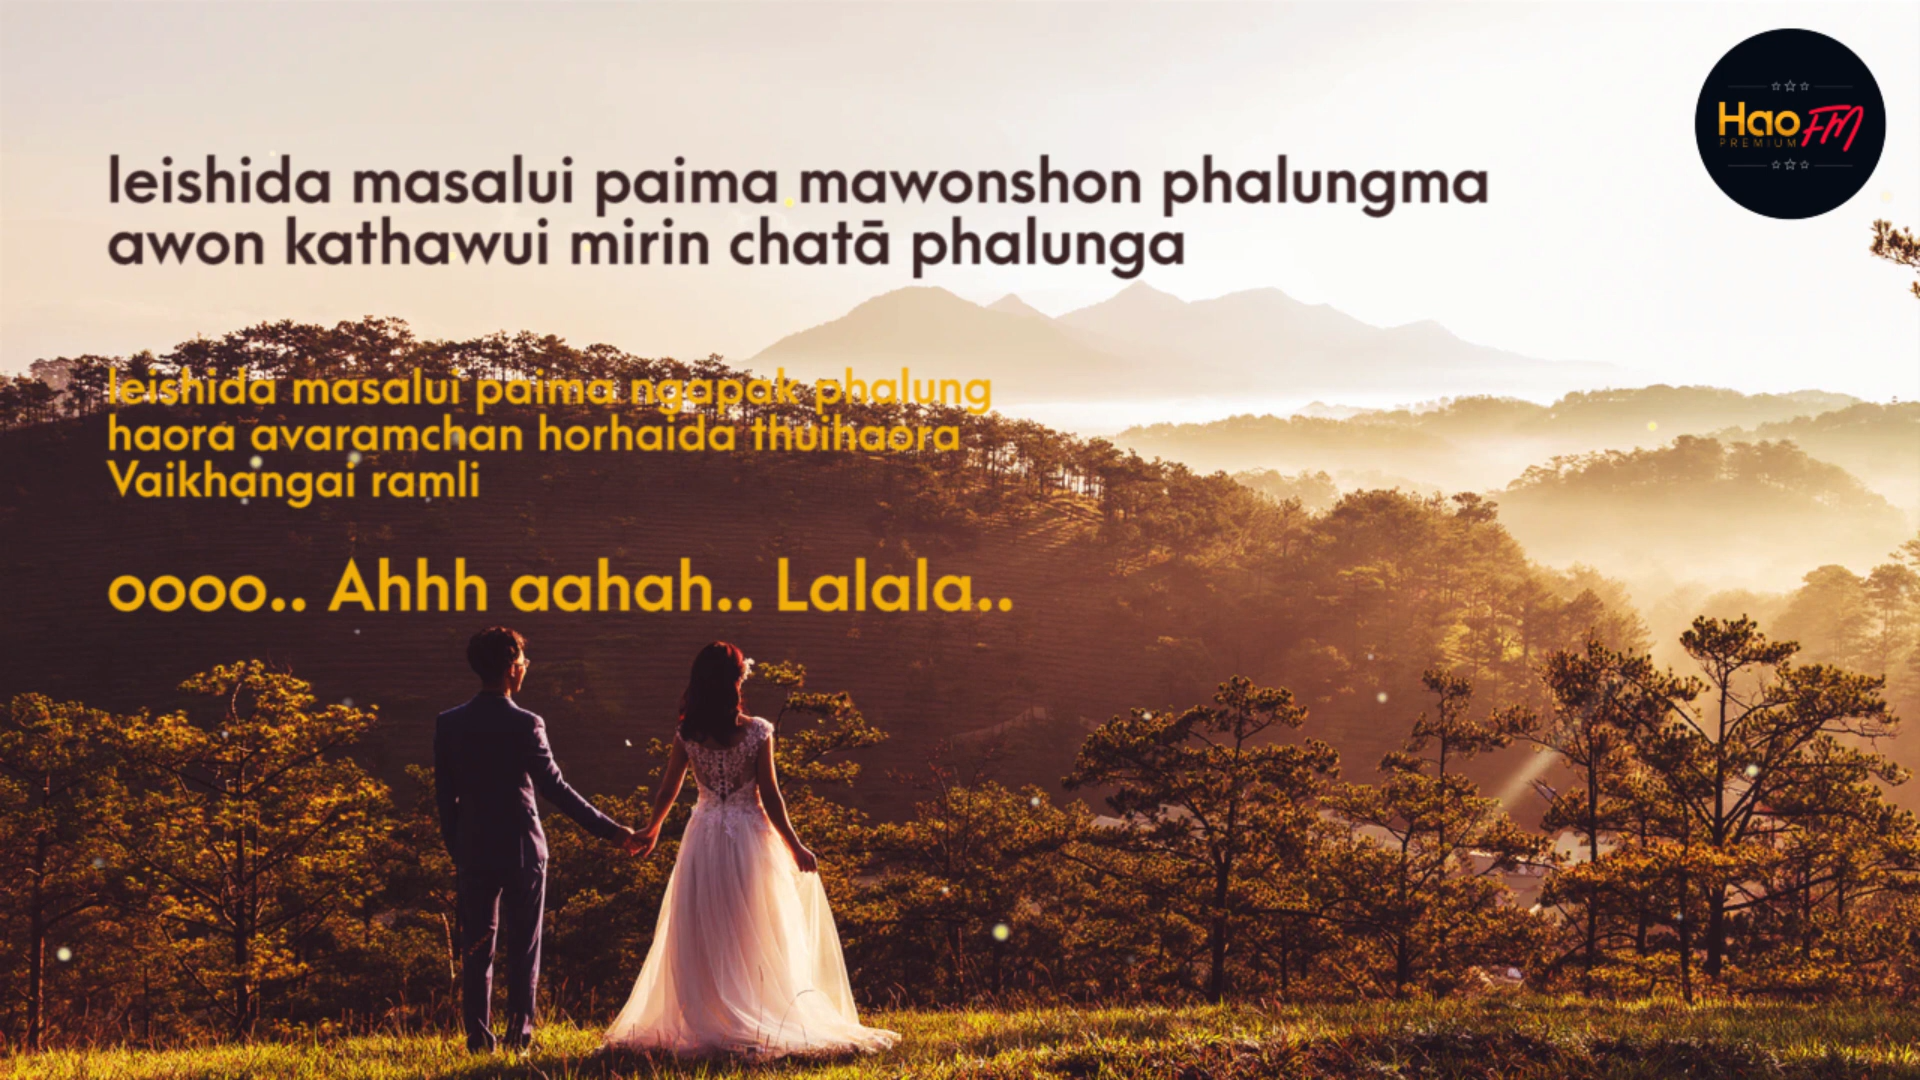 leishida masalui paima mawonshon phalungma
awon kathawui mirin chatā phalunga
leishida masalui paima ngapak phalung
haora avaramchan horhaida thuihaora
Vaikhangai ramli
oooo.. Ahhh aahah.. Lalala..
Hao FM
PREMIUM